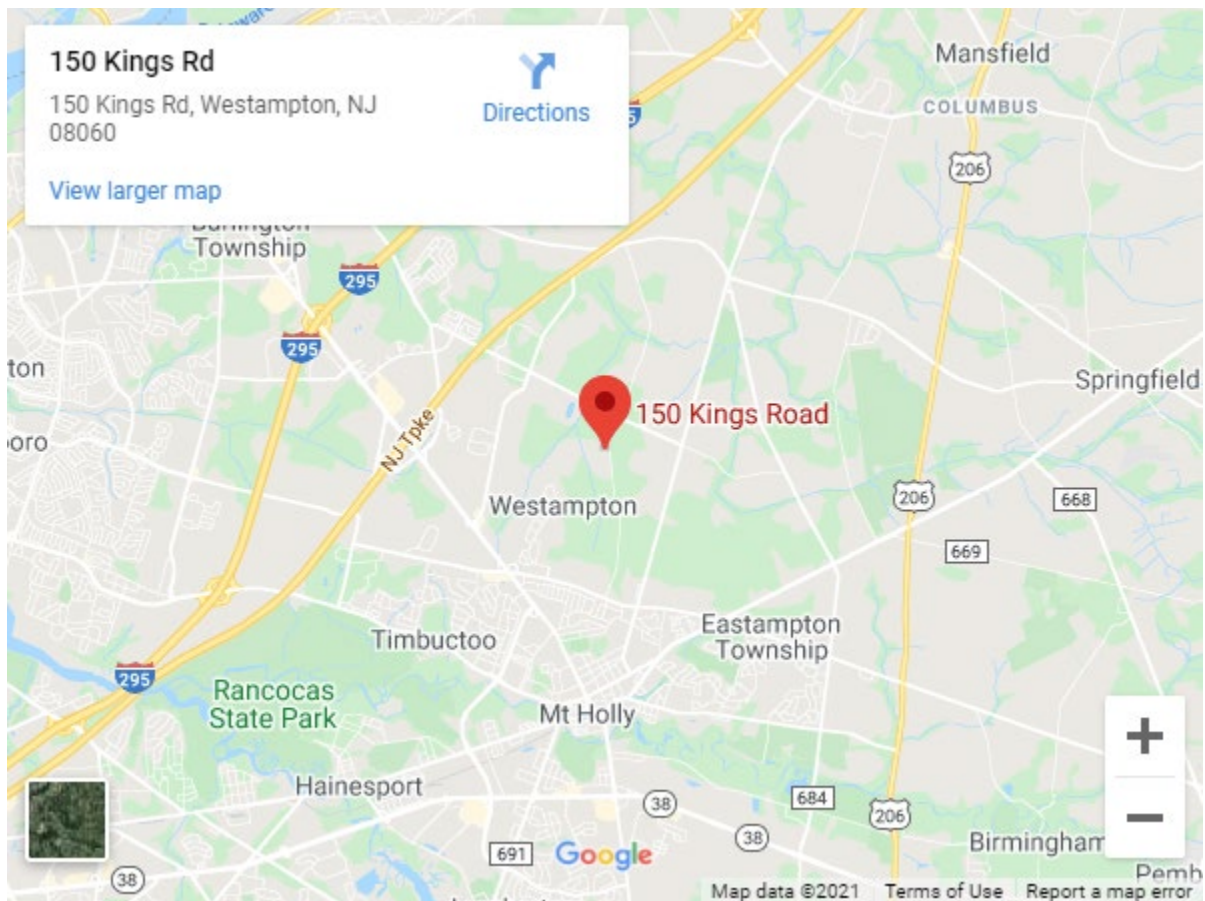 150 Kings Rd
150 Kings Rd, Westampton, NJ
08060
Directions
View larger map
Mansfield
COLUMBUS
206
Burlington
Township
295
295
Springfield
150 Kings Road
NJ Tpke
Westampton
206
668
669
Eastampton
Township
Timbuctoo
295
Rancocas
State Park
Mt Holly
Hainesport
38
684
206
Birmingham
38
691
Google
38
Map data ©2021
Terms of Use
Report a map error